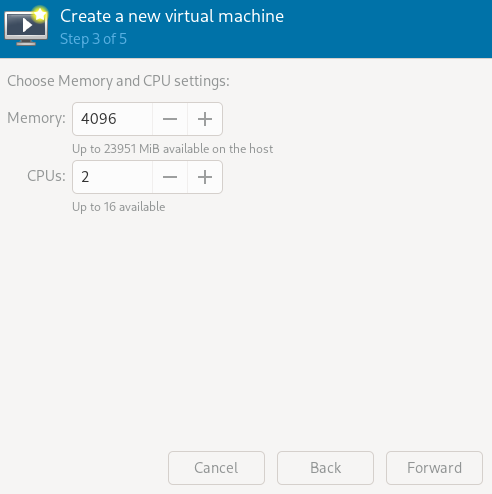 Create a new virtual machine
Step 3 of 5
Choose Memory and CPU settings:
Memory: 4096
Up to 23951 MiB available on the host
CPUs: 2
Up to 16 available
Cancel Back Forward